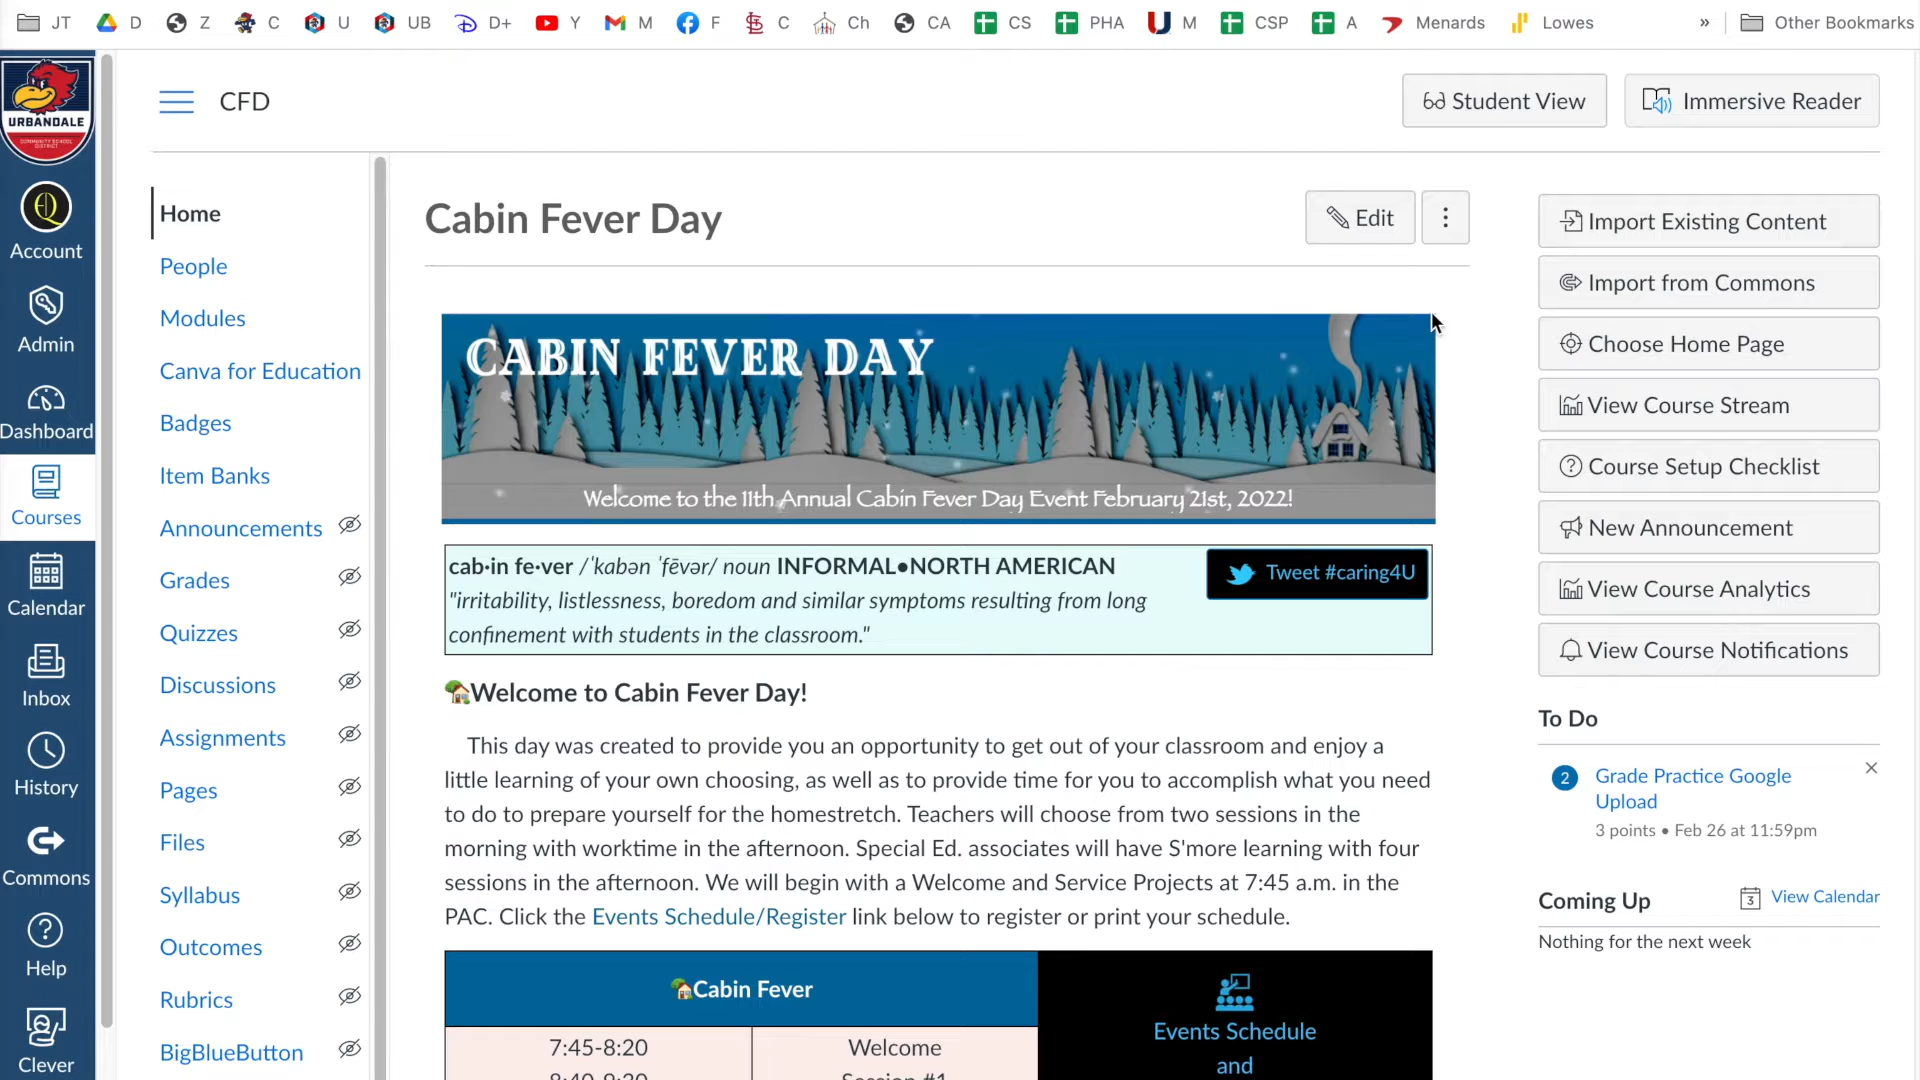 JT D Z C U UB D+ Y M F C Ch CA CS PHA M CSP A Menards Lowes » Other Bookmarks
URBANDALE
COMMUNITY SCHOOL
DISTRICT
Account
Admin
Dashboard
Courses
Calendar
Inbox
History
Commons
Help
Clever
CFD
Student View
Immersive Reader
Home
People
Modules
Canva for Education
Badges
Item Banks
Announcements
Grades
Quizzes
Discussions
Assignments
Pages
Files
Syllabus
Outcomes
Rubrics
BigBlueButton
Cabin Fever Day
Edit
CABIN FEVER DAY
Welcome to the 11th Annual Cabin Fever Day Event February 21st, 2022!
cab·in fe·ver /ˈkabən ˈfēvər/ noun INFORMAL●NORTH AMERICAN
"irritability, listlessness, boredom and similar symptoms resulting from long
confinement with students in the classroom."
Tweet #caring4U
🏡Welcome to Cabin Fever Day!
This day was created to provide you an opportunity to get out of your classroom and enjoy a
little learning of your own choosing, as well as to provide time for you to accomplish what you need
to do to prepare yourself for the homestretch. Teachers will choose from two sessions in the
morning with worktime in the afternoon. Special Ed. associates will have S'more learning with four
sessions in the afternoon. We will begin with a Welcome and Service Projects at 7:45 a.m. in the
PAC. Click the Events Schedule/Register link below to register or print your schedule.
🏡Cabin Fever
7:45-8:20 Welcome
8:40-9:30 Session #1
Events Schedule
and
Import Existing Content
Import from Commons
Choose Home Page
View Course Stream
Course Setup Checklist
New Announcement
View Course Analytics
View Course Notifications
To Do
2 Grade Practice Google
Upload
3 points • Feb 26 at 11:59pm
Coming Up
3 View Calendar
Nothing for the next week